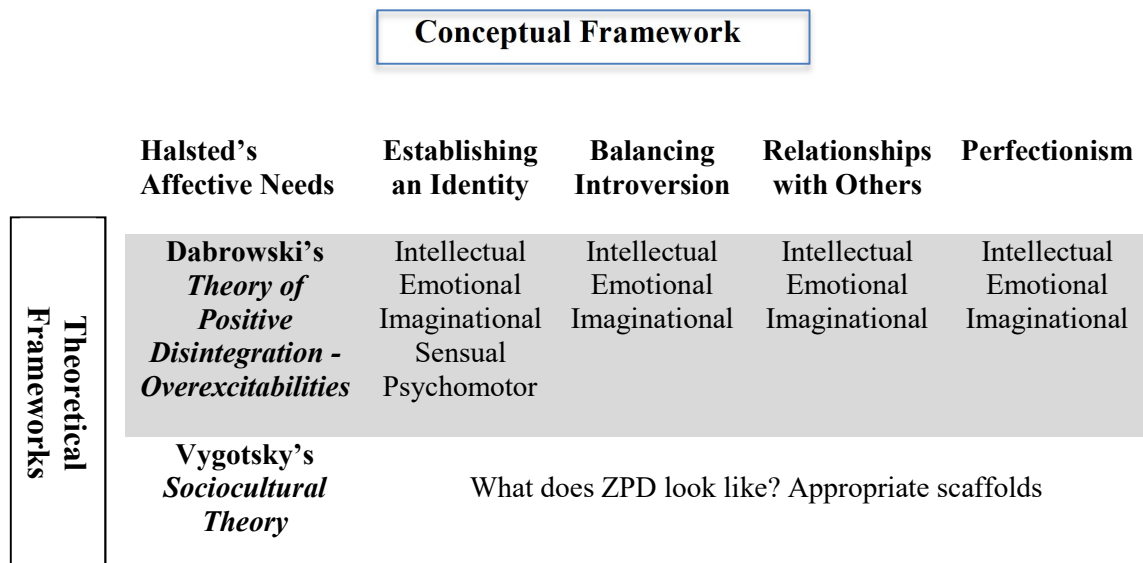 Conceptual Framework
Halsted's
Affective Needs
Establishing
an Identity
Balancing
Introversion
Relationships
with Others
Perfectionism
Theoretical
Frameworks
Dabrowski's
Theory of
Positive
Disintegration -
Overexcitabilities
Intellectual
Emotional
Imaginational
Sensual
Psychomotor
Intellectual
Emotional
Imaginational
Intellectual
Emotional
Imaginational
Intellectual
Emotional
Imaginational
Vygotsky's
Sociocultural
Theory
What does ZPD look like? Appropriate scaffolds